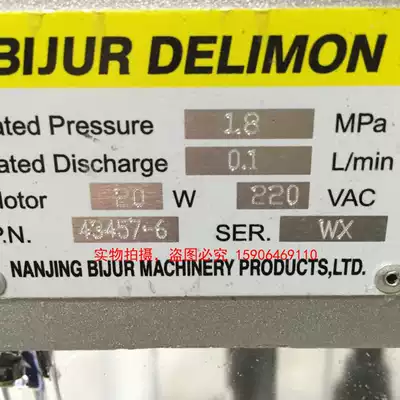 BIJUR DELIMON
ated Pressure 1.8 MPa
ated Discharge 0.1 L/min
Motor 20 W 220 VAC
P.N. 43457-6 SER. WX
实物拍摄，盗图必究 15906469110
NANJING BIJUR MACHINERY PRODUCTS,LTD.